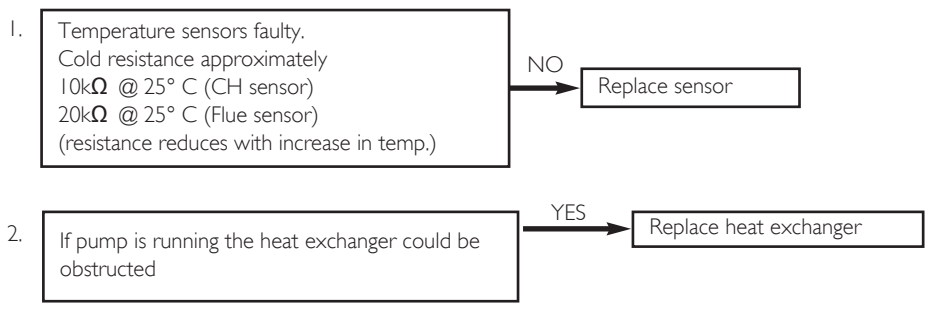 1.
Temperature sensors faulty.
Cold resistance approximately
10kΩ @ 25° C (CH sensor)
20kΩ @ 25° C (Flue sensor)
(resistance reduces with increase in temp.)
NO
Replace sensor
2.
If pump is running the heat exchanger could be
obstructed
YES
Replace heat exchanger